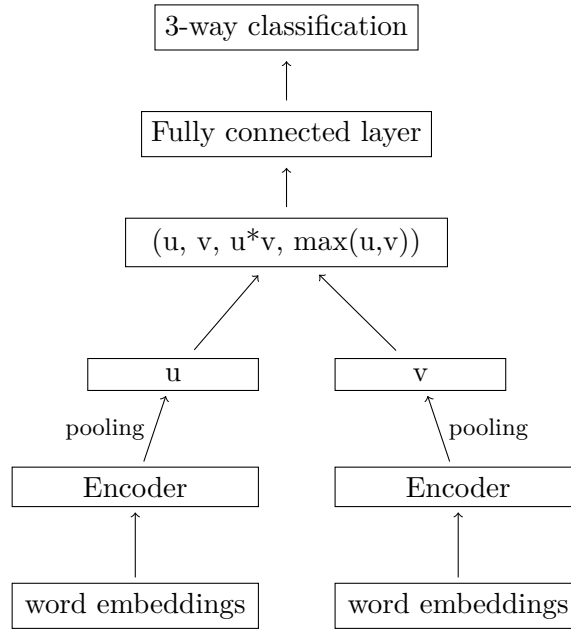 3-way classification
Fully connected layer
(u, v, u*v, max(u,v))
u
v
pooling
pooling
Encoder
Encoder
word embeddings
word embeddings